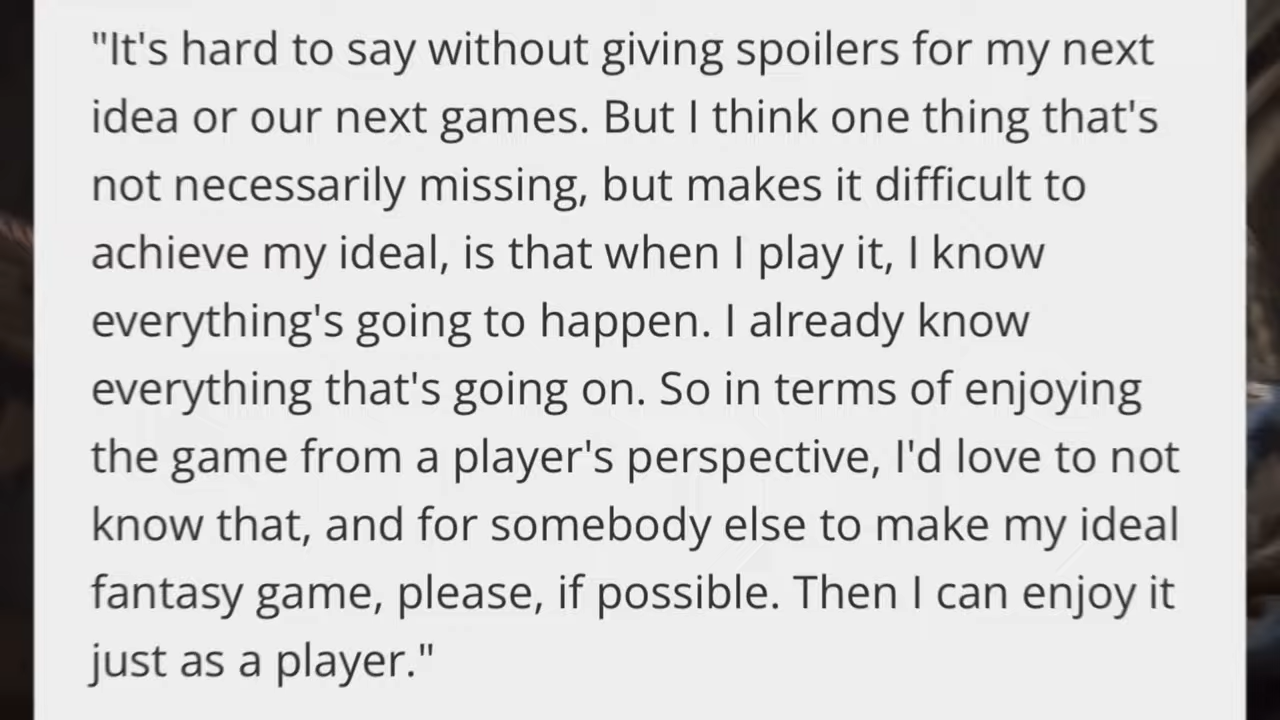 "It's hard to say without giving spoilers for my next
idea or our next games. But I think one thing that's
not necessarily missing, but makes it difficult to
achieve my ideal, is that when I play it, I know
everything's going to happen. I already know
everything that's going on. So in terms of enjoying
the game from a player's perspective, I'd love to not
know that, and for somebody else to make my ideal
fantasy game, please, if possible. Then I can enjoy it
just as a player."